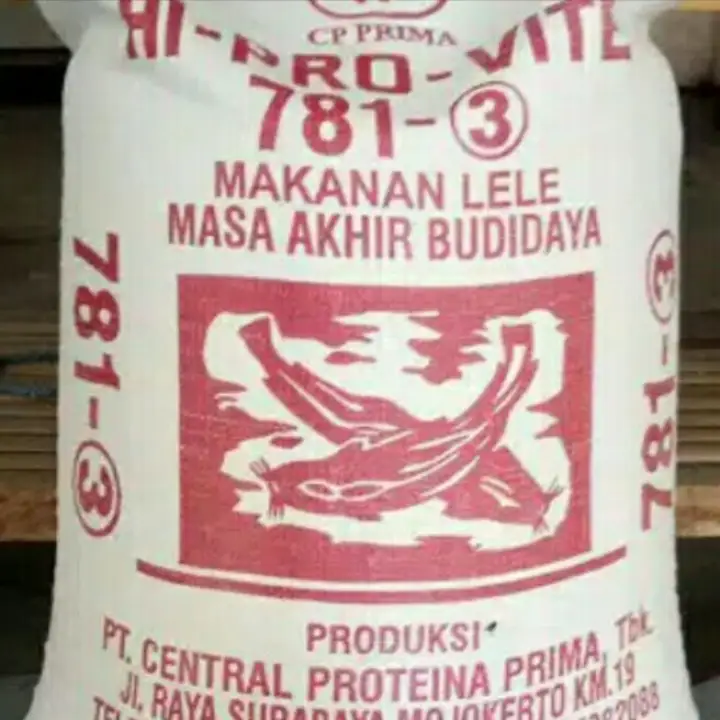 CP PRIMA
HI-PRO-VITE
781-3
MAKANAN LELE
MASA AKHIR BUDIDAYA
781-3
781-3
PRODUKSI
PT. CENTRAL PROTEINA PRIMA, Tbk.
Jl. RAYA SURABAYA MOJOKERTO KM.19